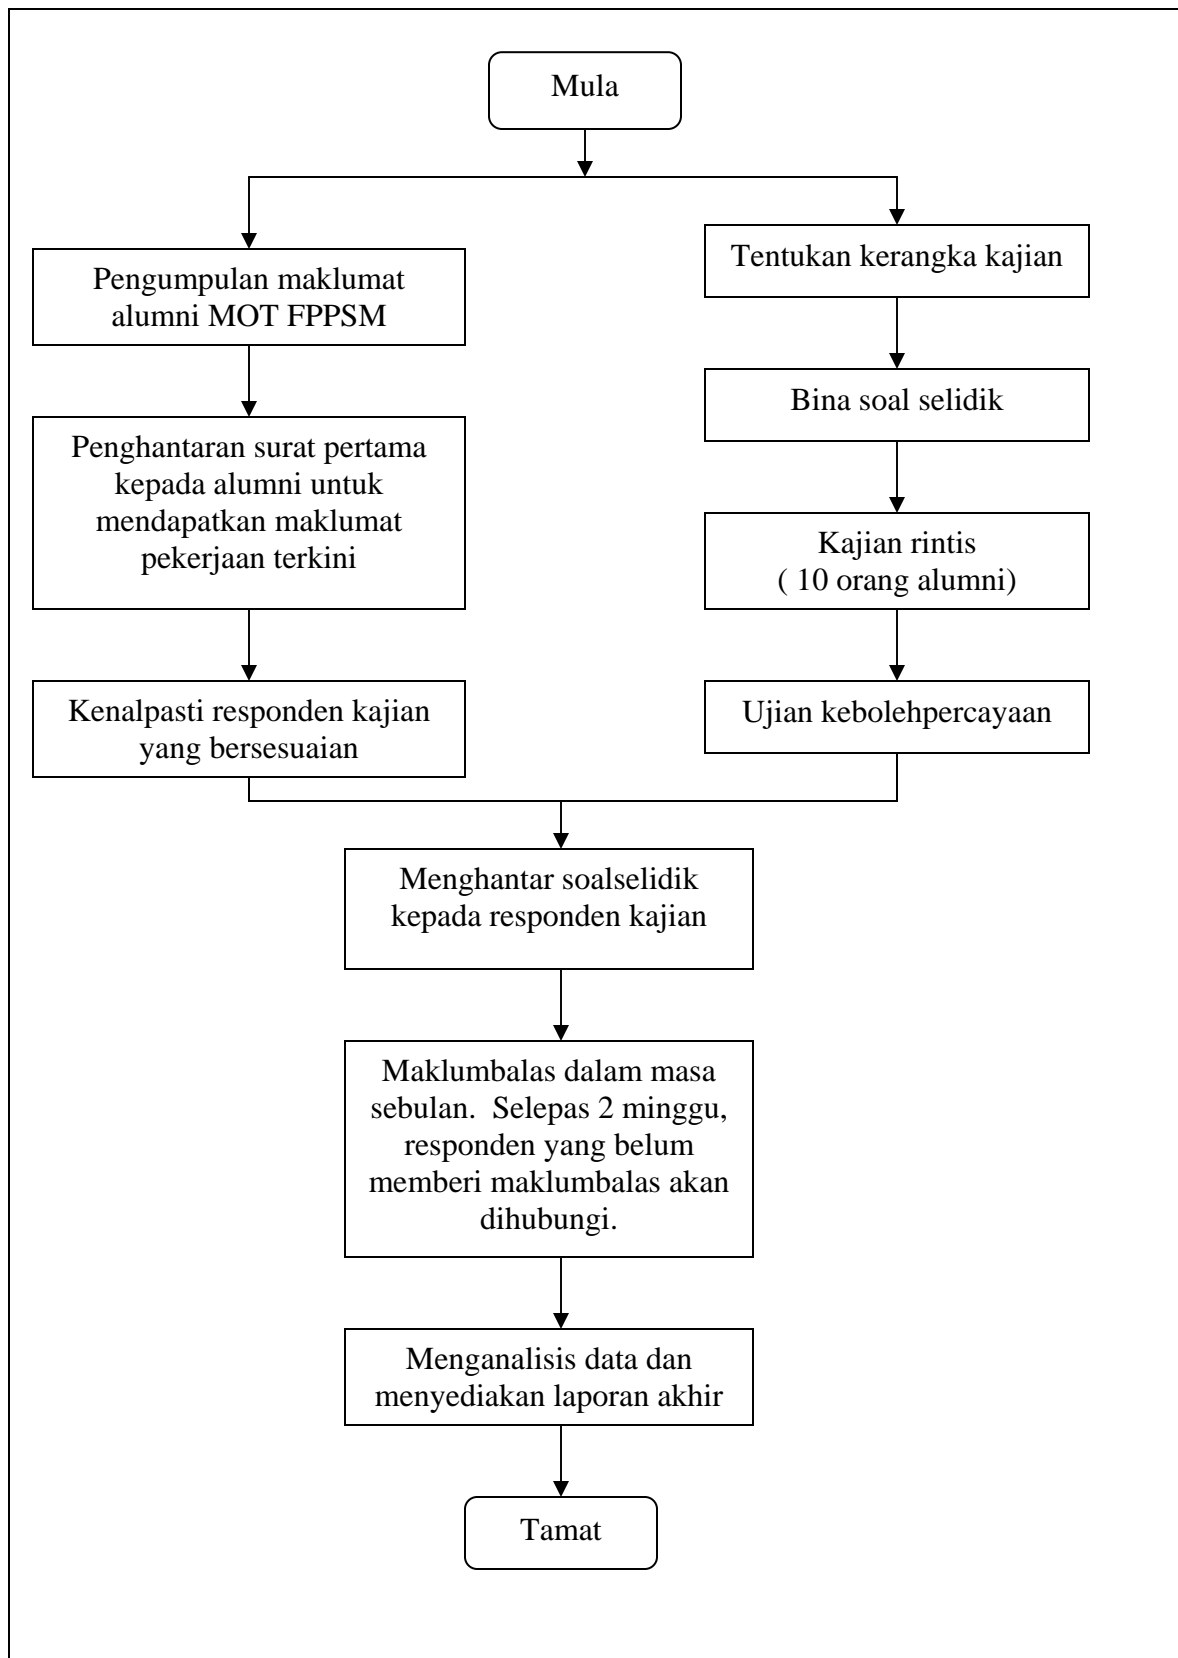 Mula
Pengumpulan maklumat
alumni MOT FPPSM
Penghantaran surat pertama
kepada alumni untuk
mendapatkan maklumat
pekerjaan terkini
Kenalpasti responden kajian
yang bersesuaian
Tentukan kerangka kajian
Bina soal selidik
Kajian rintis
( 10 orang alumni)
Ujian kebolehpercayaan
Menghantar soalselidik
kepada responden kajian
Maklumbalas dalam masa
sebulan.  Selepas 2 minggu,
responden yang belum
memberi maklumbalas akan
dihubungi.
Menganalisis data dan
menyediakan laporan akhir
Tamat